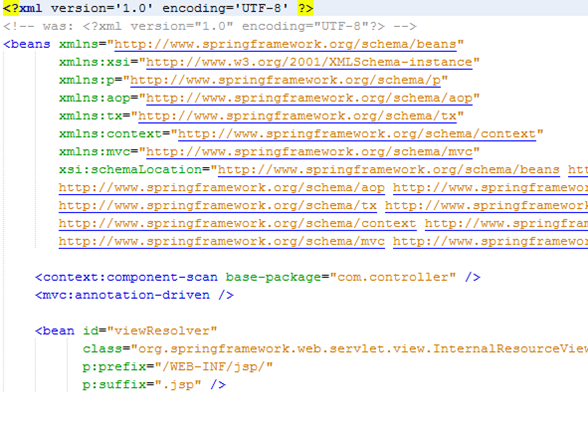 <?xml version='1.0' encoding='UTF-8' ?>
<!-- was: <?xml version="1.0" encoding="UTF-8"?> -->
<beans xmlns="http://www.springframework.org/schema/beans"
xmlns:xsi="http://www.w3.org/2001/XMLSchema-instance"
xmlns:p="http://www.springframework.org/schema/p"
xmlns:aop="http://www.springframework.org/schema/aop"
xmlns:tx="http://www.springframework.org/schema/tx"
xmlns:context="http://www.springframework.org/schema/context"
xmlns:mvc="http://www.springframework.org/schema/mvc"
xsi:schemaLocation="http://www.springframework.org/schema/beans htt
http://www.springframework.org/schema/aop http://www.springframewor
http://www.springframework.org/schema/tx http://www.springframework
http://www.springframework.org/schema/context http://www.springfram
http://www.springframework.org/schema/mvc http://www.springframewor
<context:component-scan base-package="com.controller" />
<mvc:annotation-driven />
<bean id="viewResolver"
class="org.springframework.web.servlet.view.InternalResourceView
p:prefix="/WEB-INF/jsp/"
p:suffix=".jsp" />